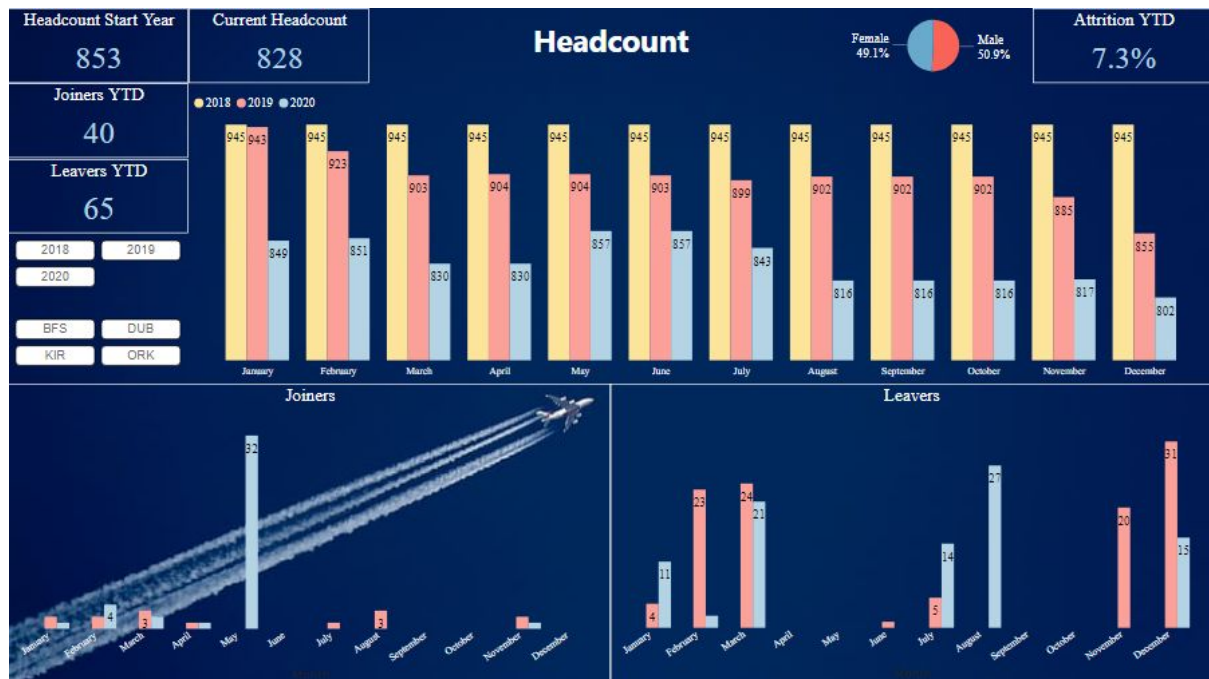 Headcount Start Year
853
Current Headcount
828
Headcount
Female
49.1%
Male
50.9%
Attrition YTD
7.3%
Joiners YTD
40
Leavers YTD
65
2018 2019
2020
BFS DUB
KIR ORK
2018 2019 2020
945 943 849
945 923 851
945 903 830
945 904 830
945 904 857
945 903 857
945 899 843
945 902 816
945 902 816
945 902 816
945 885 817
945 855 802
January February March April May June July August September October November December
Joiners
4 3 32 3
January February March April May June July August September October November December
Leavers
4 11 23 24 21 5 14 27 20 31 15
January February March April May June July August September October November December